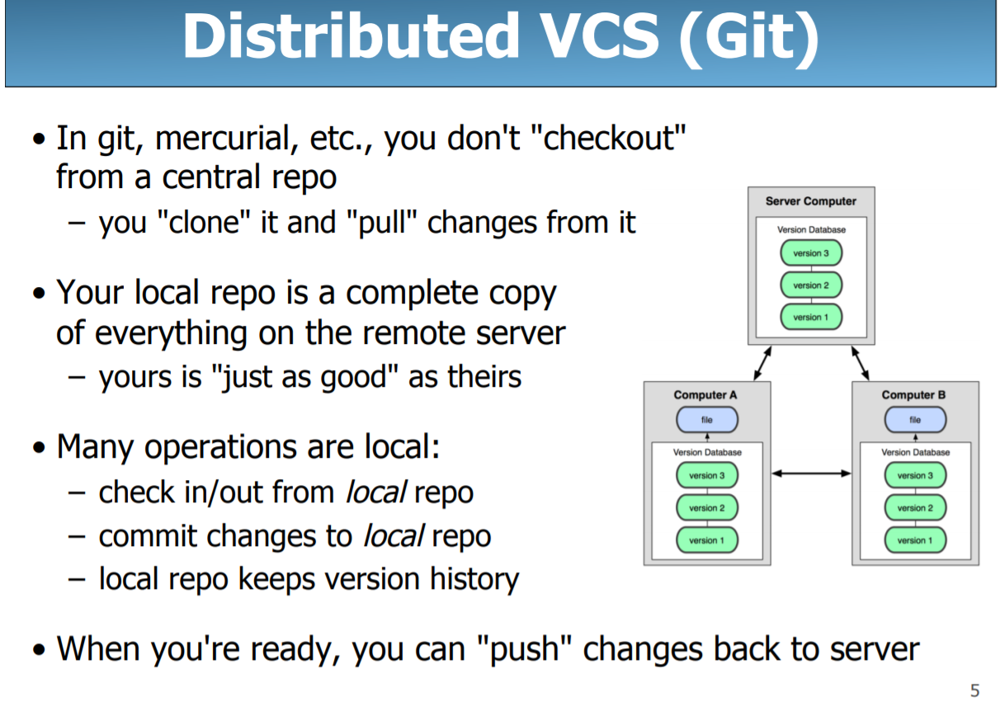 Distributed VCS (Git)
• In git, mercurial, etc., you don't "checkout"
from a central repo
– you "clone" it and "pull" changes from it
• Your local repo is a complete copy
of everything on the remote server
– yours is "just as good" as theirs
• Many operations are local:
– check in/out from local repo
– commit changes to local repo
– local repo keeps version history
• When you're ready, you can "push" changes back to server
Server Computer
Version Database
version 3
version 2
version 1
Computer A
file
Version Database
version 3
version 2
version 1
Computer B
file
Version Database
version 3
version 2
version 1
5